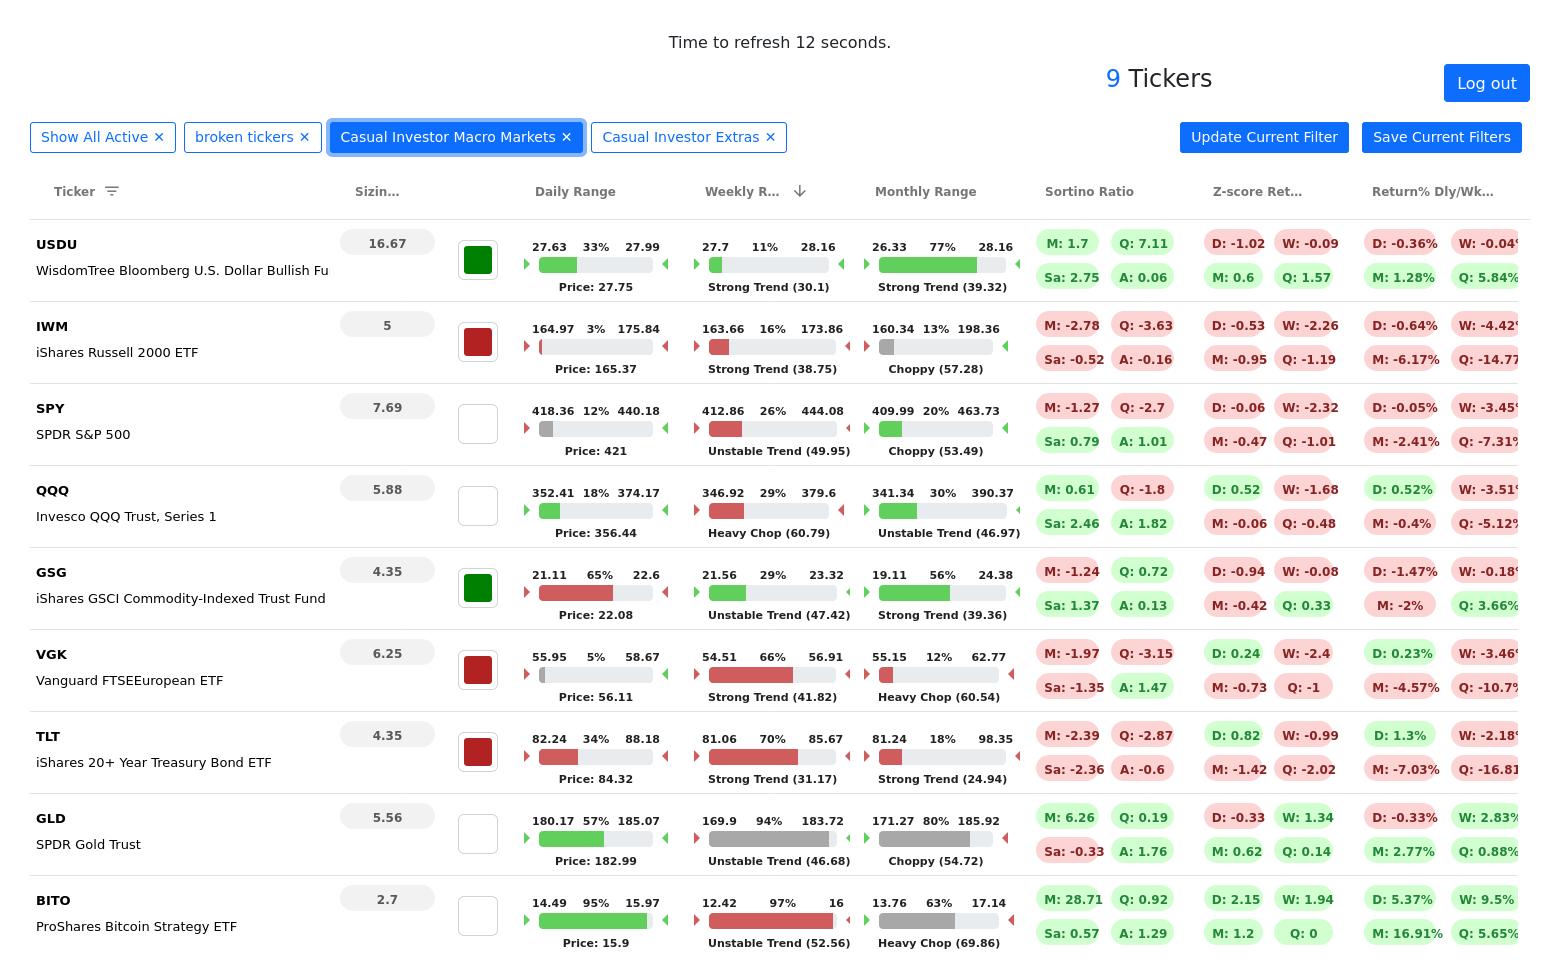 Time to refresh 12 seconds.
9 Tickers
Log out
Show All Active ✕ broken tickers ✕ Casual Investor Macro Markets ✕ Casual Investor Extras ✕ Update Current Filter Save Current Filters
Ticker Sizin... Daily Range Weekly R... Monthly Range Sortino Ratio Z-score Ret... Return% Dly/Wk...
USDU 16.67 27.63 33% 27.99 27.7 11% 28.16 26.33 77% 28.16 M: 1.7 Q: 7.11 D: -1.02 W: -0.09 D: -0.36% W: -0.04%
WisdomTree Bloomberg U.S. Dollar Bullish Fu Price: 27.75 Strong Trend (30.1) Strong Trend (39.32) Sa: 2.75 A: 0.06 M: 0.6 Q: 1.57 M: 1.28% Q: 5.84%
IWM 5 164.97 3% 175.84 163.66 16% 173.86 160.34 13% 198.36 M: -2.78 Q: -3.63 D: -0.53 W: -2.26 D: -0.64% W: -4.42%
iShares Russell 2000 ETF Price: 165.37 Strong Trend (38.75) Choppy (57.28) Sa: -0.52 A: -0.16 M: -0.95 Q: -1.19 M: -6.17% Q: -14.77
SPY 7.69 418.36 12% 440.18 412.86 26% 444.08 409.99 20% 463.73 M: -1.27 Q: -2.7 D: -0.06 W: -2.32 D: -0.05% W: -3.45%
SPDR S&P 500 Price: 421 Unstable Trend (49.95) Choppy (53.49) Sa: 0.79 A: 1.01 M: -0.47 Q: -1.01 M: -2.41% Q: -7.31%
QQQ 5.88 352.41 18% 374.17 346.92 29% 379.6 341.34 30% 390.37 M: 0.61 Q: -1.8 D: 0.52 W: -1.68 D: 0.52% W: -3.51%
Invesco QQQ Trust, Series 1 Price: 356.44 Heavy Chop (60.79) Unstable Trend (46.97) Sa: 2.46 A: 1.82 M: -0.06 Q: -0.48 M: -0.4% Q: -5.12%
GSG 4.35 21.11 65% 22.6 21.56 29% 23.32 19.11 56% 24.38 M: -1.24 Q: 0.72 D: -0.94 W: -0.08 D: -1.47% W: -0.18%
iShares GSCI Commodity-Indexed Trust Fund Price: 22.08 Unstable Trend (47.42) Strong Trend (39.36) Sa: 1.37 A: 0.13 M: -0.42 Q: 0.33 M: -2% Q: 3.66%
VGK 6.25 55.95 5% 58.67 54.51 66% 56.91 55.15 12% 62.77 M: -1.97 Q: -3.15 D: 0.24 W: -2.4 D: 0.23% W: -3.46%
Vanguard FTSEEuropean ETF Price: 56.11 Strong Trend (41.82) Heavy Chop (60.54) Sa: -1.35 A: 1.47 M: -0.73 Q: -1 M: -4.57% Q: -10.7%
TLT 4.35 82.24 34% 88.18 81.06 70% 85.67 81.24 18% 98.35 M: -2.39 Q: -2.87 D: 0.82 W: -0.99 D: 1.3% W: -2.18%
iShares 20+ Year Treasury Bond ETF Price: 84.32 Strong Trend (31.17) Strong Trend (24.94) Sa: -2.36 A: -0.6 M: -1.42 Q: -2.02 M: -7.03% Q: -16.81
GLD 5.56 180.17 57% 185.07 169.9 94% 183.72 171.27 80% 185.92 M: 6.26 Q: 0.19 D: -0.33 W: 1.34 D: -0.33% W: 2.83%
SPDR Gold Trust Price: 182.99 Unstable Trend (46.68) Choppy (54.72) Sa: -0.33 A: 1.76 M: 0.62 Q: 0.14 M: 2.77% Q: 0.88%
BITO 2.7 14.49 95% 15.97 12.42 97% 16 13.76 63% 17.14 M: 28.71 Q: 0.92 D: 2.15 W: 1.94 D: 5.37% W: 9.5%
ProShares Bitcoin Strategy ETF Price: 15.9 Unstable Trend (52.56) Heavy Chop (69.86) Sa: 0.57 A: 1.29 M: 1.2 Q: 0 M: 16.91% Q: 5.65%